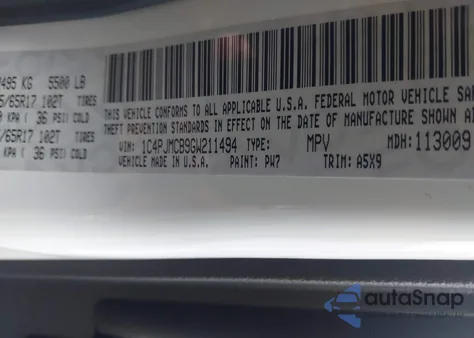 2495 KG 5500 LB
5/65R17 102T TIRES
KPA ( 36 PSI) COLD
/65R17 102T TIRES
KPA ( 36 PSI) COLD
THIS VEHICLE CONFORMS TO ALL APPLICABLE U.S.A. FEDERAL MOTOR VEHICLE SA
THEFT PREVENTION STANDARDS IN EFFECT ON THE DATE OF MANUFACTURE
VIN: 1C4PJMCB9GW211494 TYPE: MPV MDH: 113009
VEHICLE MADE IN U.S.A. PAINT: PW7 TRIM: A5X9
autoSnap